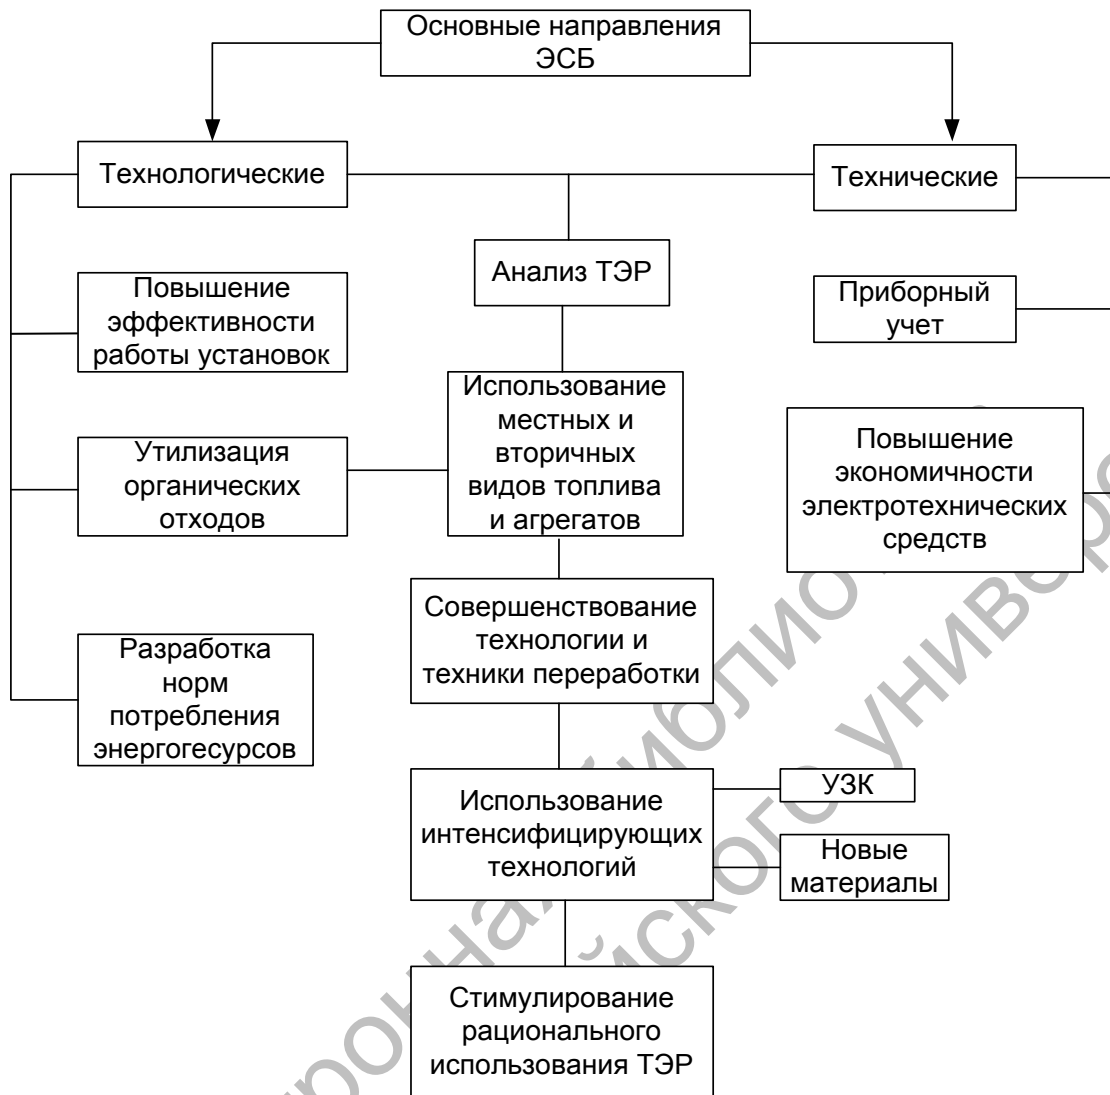 Основные направления
ЭСБ
Технологические
Технические
Анализ ТЭР
Повышение
эффективности
работы установок
Приборный
учет
Использование
местных и
вторичных
видов топлива
и агрегатов
Утилизация
органических
отходов
Повышение
экономичности
электротехнических
средств
Совершенствование
технологии и
техники переработки
Разработка
норм
потребления
энергогесурсов
Использование
интенсифицирующих
технологий
УЗК
Новые
материалы
Стимулирование
рационального
использования ТЭР